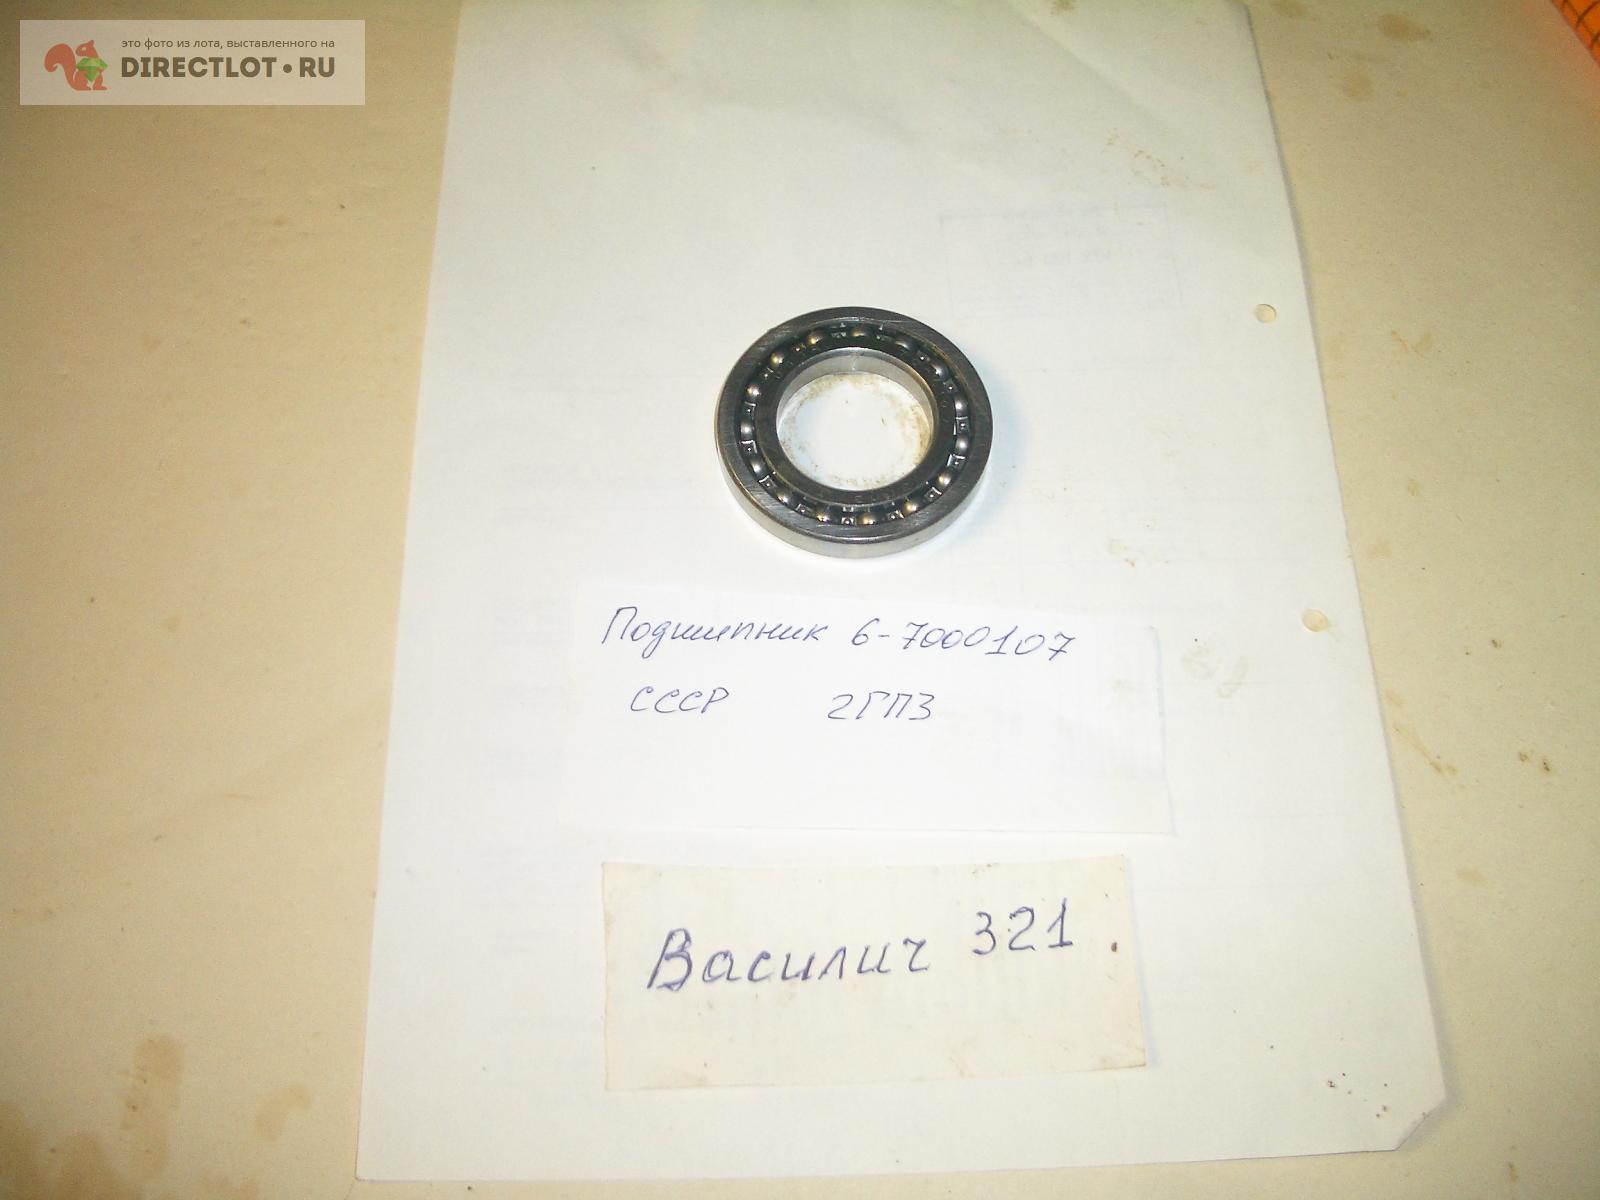 это фото из лота, выставленного на
DIRECTLOT.RU
Подшипник 6-7000107
СССР 2ГПЗ
Василич 321